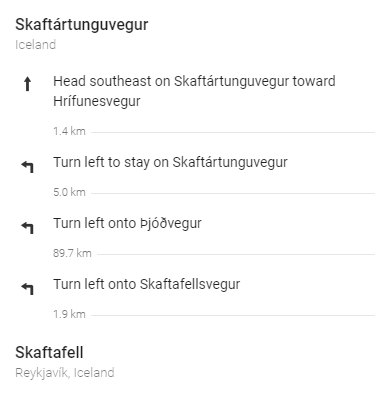 Skaftártunguvegur
Iceland
Head southeast on Skaftártunguvegur toward
Hrífunesvegur
1.4 km
Turn left to stay on Skaftártunguvegur
5.0 km
Turn left onto Þjóðvegur
89.7 km
Turn left onto Skaftafellsvegur
1.9 km
Skaftafell
Reykjavík, Iceland